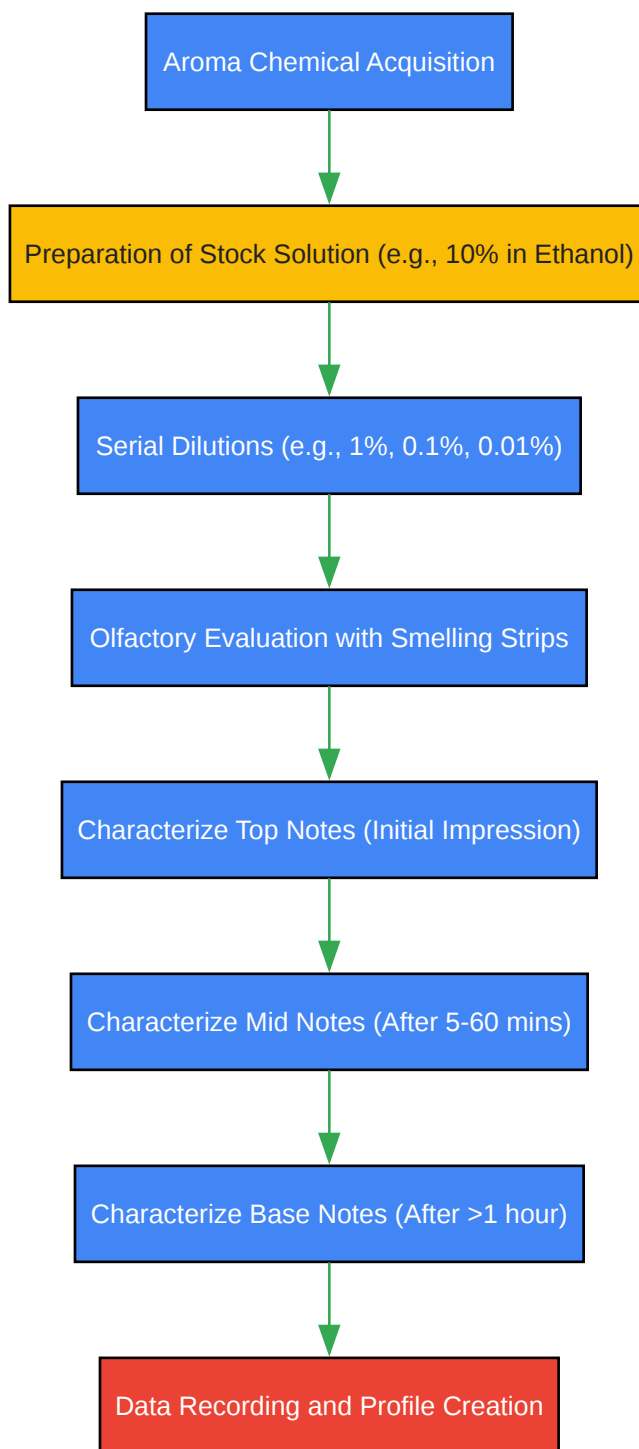 Aroma Chemical Acquisition
Preparation of Stock Solution (e.g., 10% in Ethanol)
Serial Dilutions (e.g., 1%, 0.1%, 0.01%)
Olfactory Evaluation with Smelling Strips
Characterize Top Notes (Initial Impression)
Characterize Mid Notes (After 5-60 mins)
Characterize Base Notes (After >1 hour)
Data Recording and Profile Creation